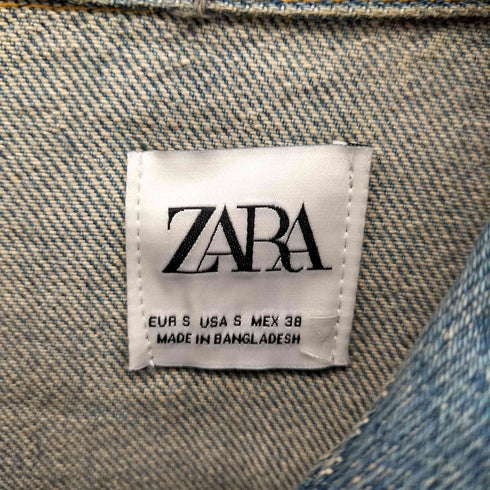 ZARA
EUR S USA S MEX 38
MADE IN BANGLADESH